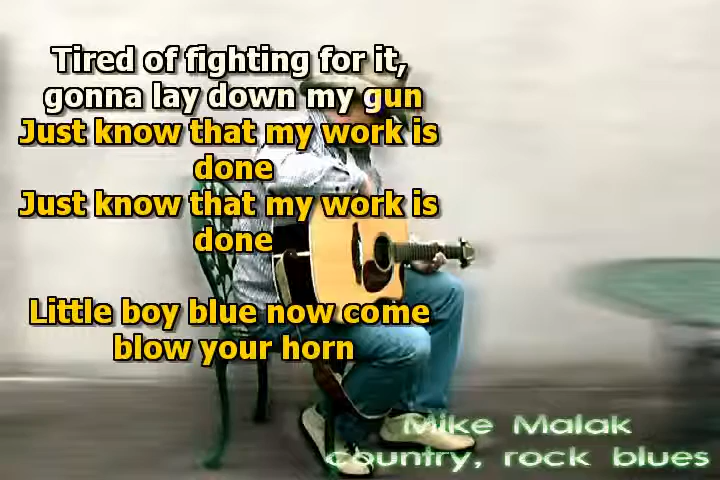 Tired of fighting for it,
gonna lay down my gun
Just know that my work is
done
Just know that my work is
done
Little boy blue now come
blow your horn
Mike Malak
country, rock blues